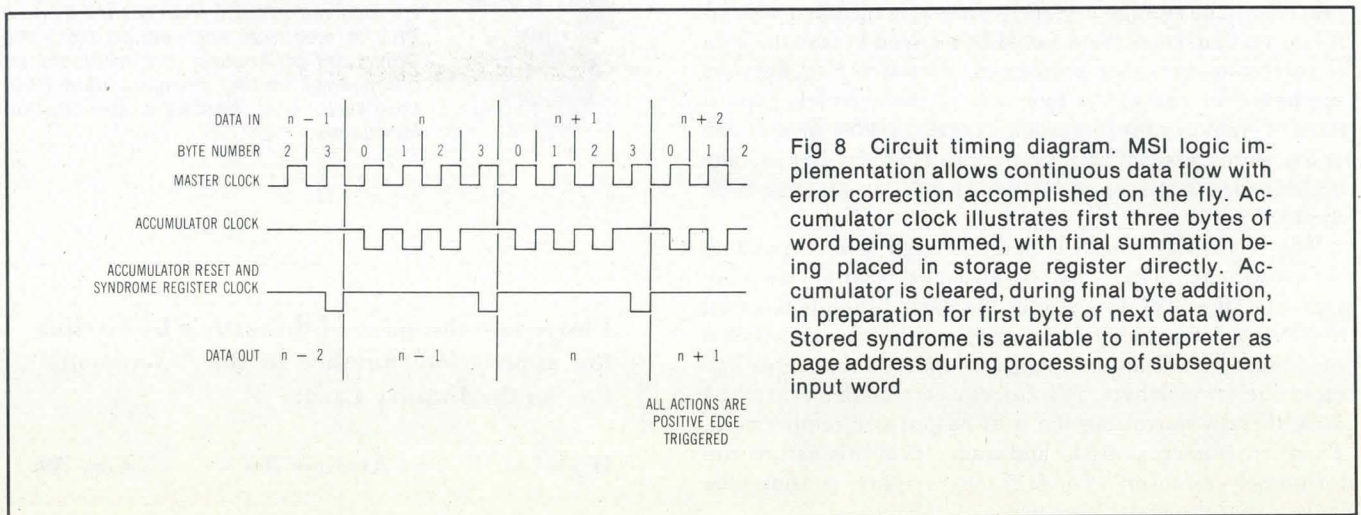 DATA IN n – 1 n n + 1 n + 2
BYTE NUMBER 2 3 0 1 2 3 0 1 2 3 0 1 2
MASTER CLOCK
ACCUMULATOR CLOCK
ACCUMULATOR RESET AND
SYNDROME REGISTER CLOCK
DATA OUT n – 2 n – 1 n n + 1
ALL ACTIONS ARE
POSITIVE EDGE
TRIGGERED
Fig 8 Circuit timing diagram. MSI logic im-
plementation allows continuous data flow with
error correction accomplished on the fly. Ac-
cumulator clock illustrates first three bytes of
word being summed, with final summation be-
ing placed in storage register directly. Ac-
cumulator is cleared, during final byte addition,
in preparation for first byte of next data word.
Stored syndrome is available to interpreter as
page address during processing of subsequent
input word